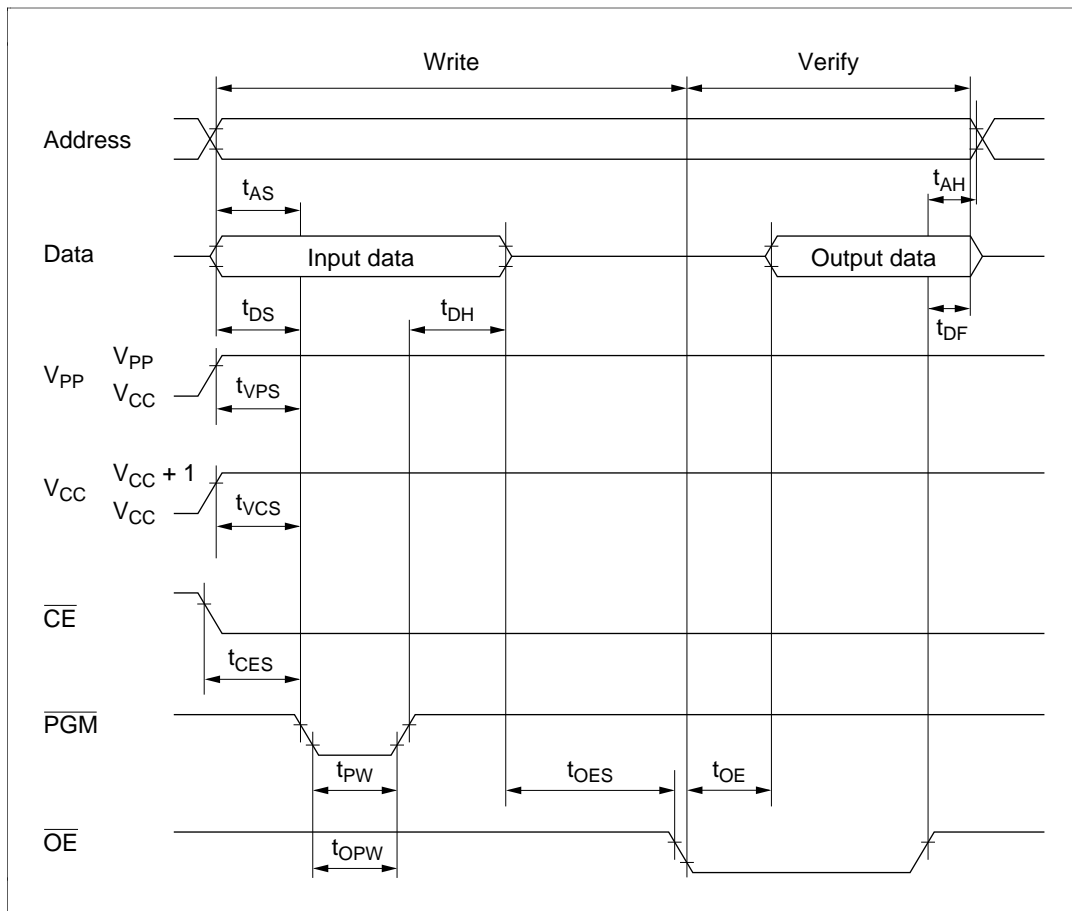 Write Verify
Address
tAS tAH
Data Input data Output data
tDS tDH tDF
VPP VPP
VCC
tVPS
VCC VCC + 1
VCC
tVCS
CE
tCES
PGM
tPW tOES tOE
OE
tOPW